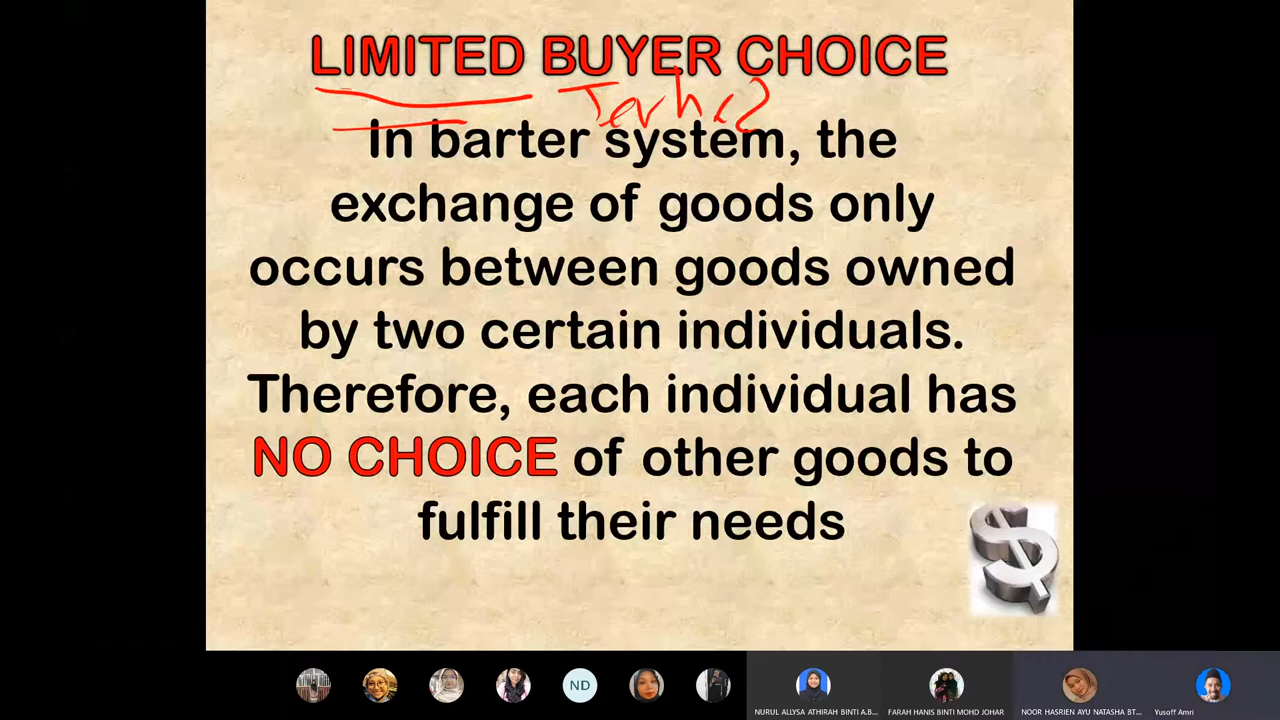 LIMITED BUYER CHOICE
In barter system, the
exchange of goods only
occurs between goods owned
by two certain individuals.
Therefore, each individual has
NO CHOICE of other goods to
fulfill their needs
ND
NURUL ALLYSA ATHIRAH BINTI A.B...
FARAH HANIS BINTI MOHD JOHAR
NOOR HASRIEN AYU NATASHA BT...
Yusoff Amri